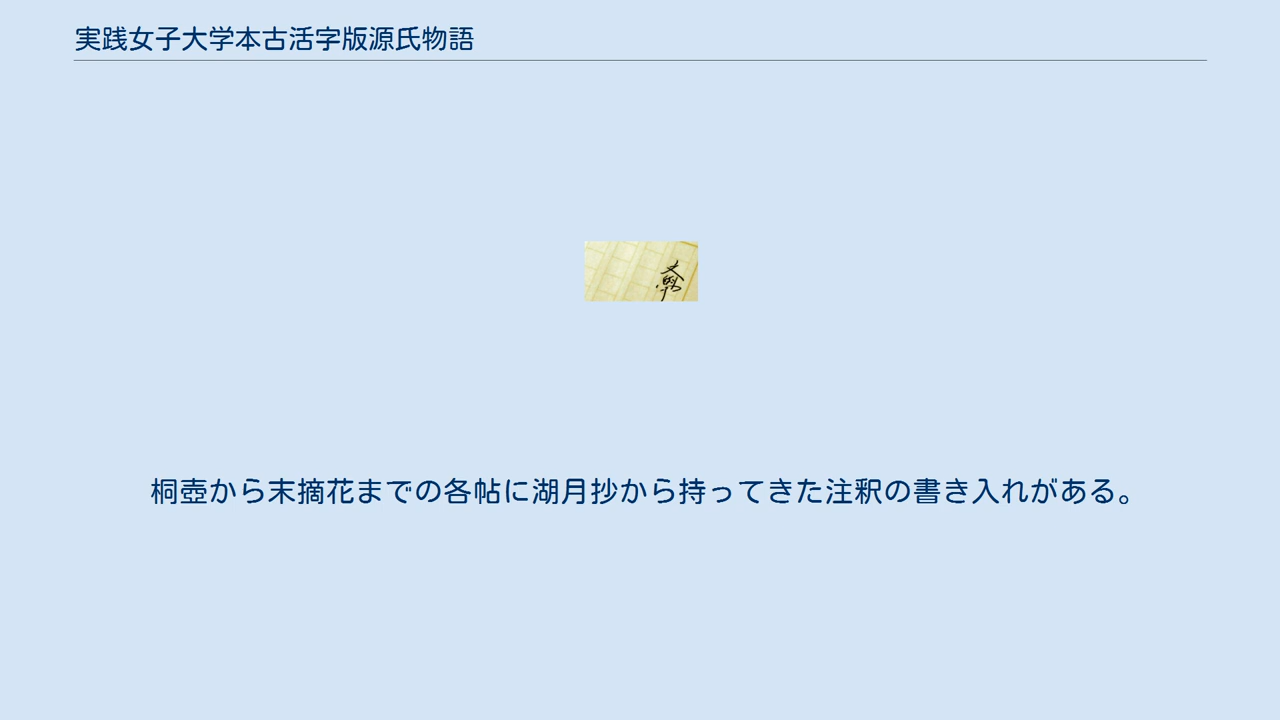 実践女子大学本古活字版源氏物語
桐壺から末摘花までの各帖に湖月抄から持ってきた注釈の書き入れがある。